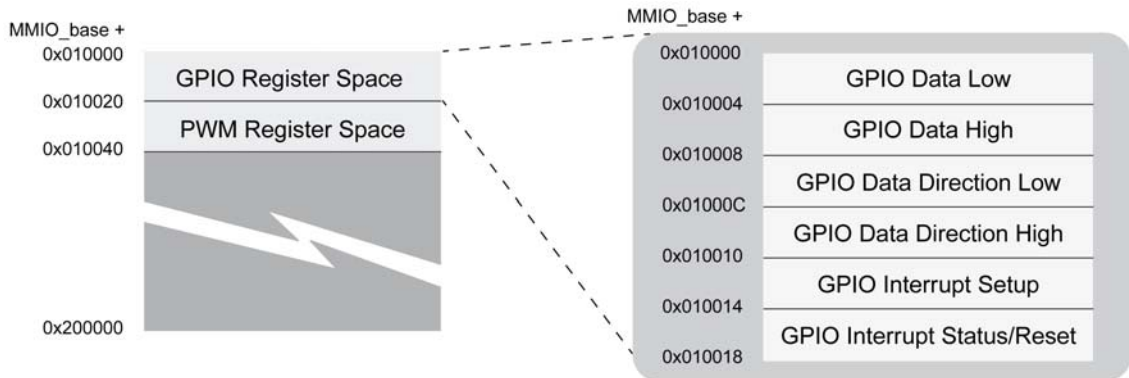 MMIO_base +
0x010000
GPIO Register Space
0x010020
PWM Register Space
0x010040
0x200000
MMIO_base +
0x010000
GPIO Data Low
0x010004
GPIO Data High
0x010008
GPIO Data Direction Low
0x01000C
GPIO Data Direction High
0x010010
GPIO Interrupt Setup
0x010014
GPIO Interrupt Status/Reset
0x010018